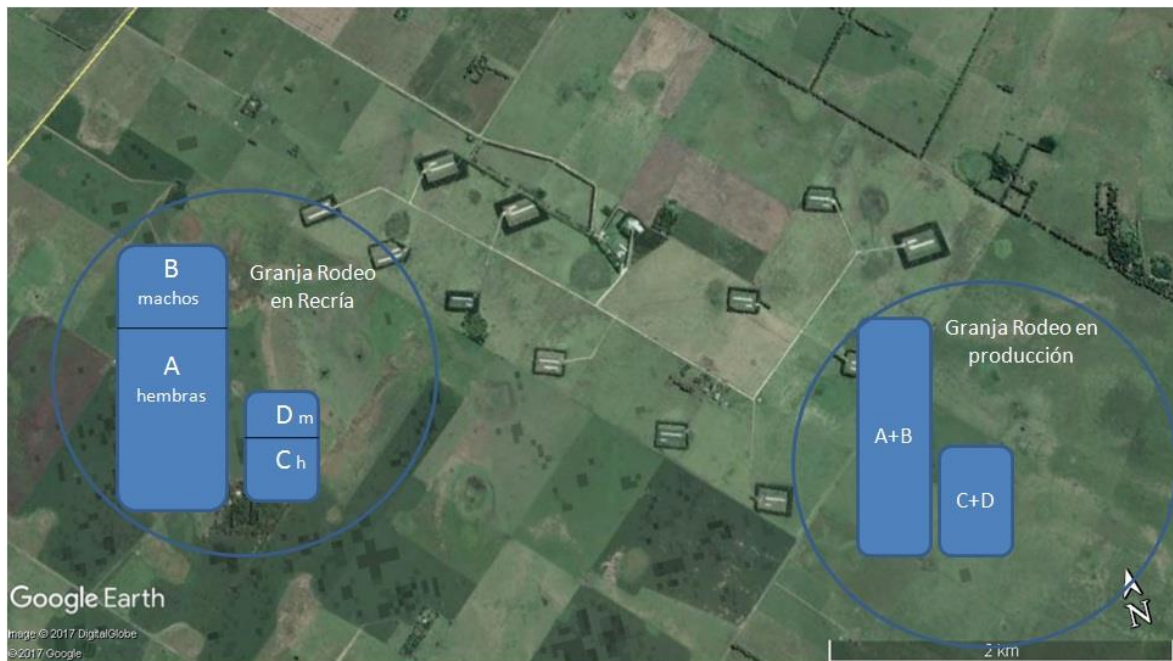 Granja Rodeo
en Recría
B
machos
A
hembras
D m
C h
Granja Rodeo en
producción
A+B
C+D
Google Earth
Image © 2017 DigitalGlobe
© 2017 Google
N
2 km